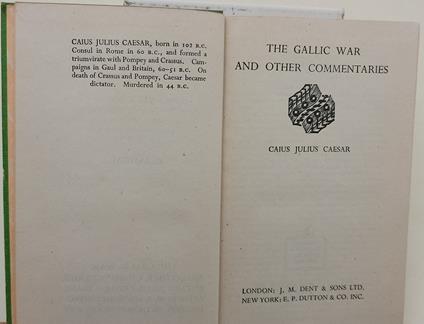 CAIUS JULIUS CAESAR, born in 102 B.C.
Consul in Rome in 60 B.C., and formed a
triumvirate with Pompey and Crassus. Cam-
paigns in Gaul and Britain, 60–51 B.C. On
death of Crassus and Pompey, Caesar became
dictator. Murdered in 44 B.C.
THE GALLIC WAR
AND OTHER COMMENTARIES
CAIUS JULIUS CAESAR
LONDON: J. M. DENT & SONS LTD.
NEW YORK: E. P. DUTTON & CO. INC.